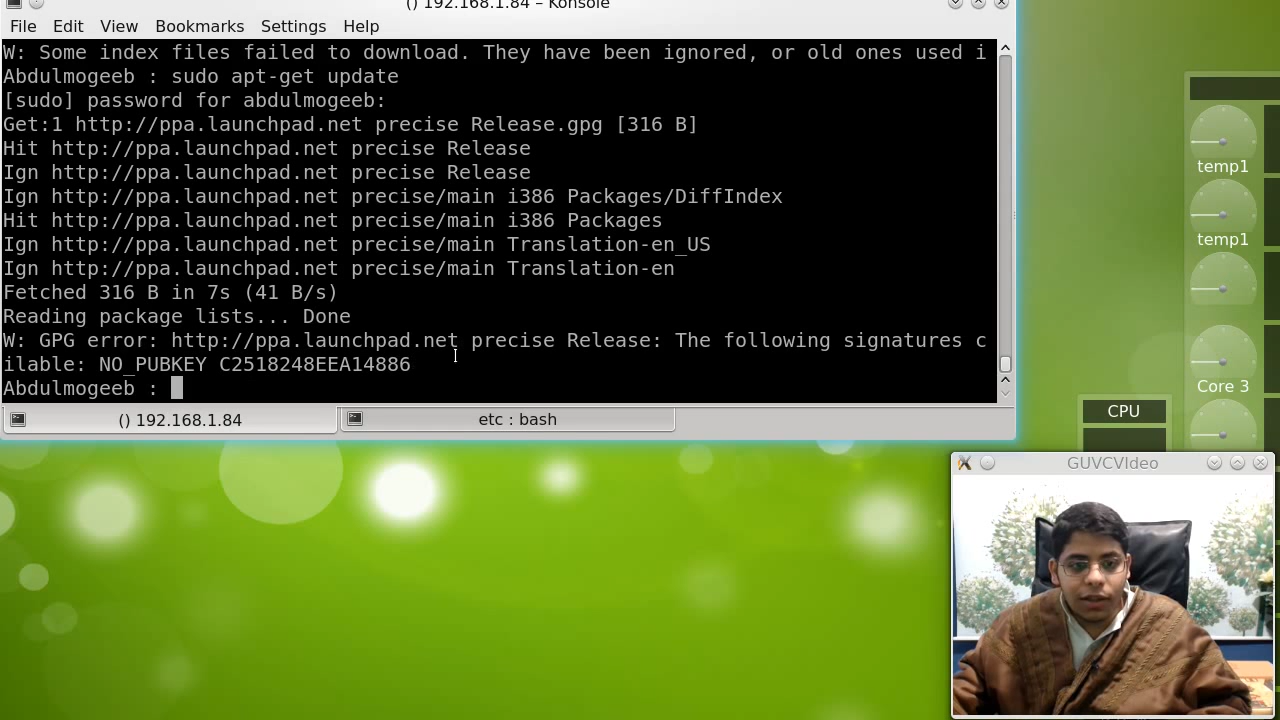 () 192.168.1.84 – Konsole
File Edit View Bookmarks Settings Help
W: Some index files failed to download. They have been ignored, or old ones used i
Abdulmogeeb : sudo apt-get update
[sudo] password for abdulmogeeb:
Get:1 http://ppa.launchpad.net precise Release.gpg [316 B]
Hit http://ppa.launchpad.net precise Release
Ign http://ppa.launchpad.net precise Release
Ign http://ppa.launchpad.net precise/main i386 Packages/DiffIndex
Hit http://ppa.launchpad.net precise/main i386 Packages
Ign http://ppa.launchpad.net precise/main Translation-en_US
Ign http://ppa.launchpad.net precise/main Translation-en
Fetched 316 B in 7s (41 B/s)
Reading package lists... Done
W: GPG error: http://ppa.launchpad.net precise Release: The following signatures c
ilable: NO_PUBKEY C2518248EEA14886
Abdulmogeeb :
() 192.168.1.84
etc : bash
temp1
temp1
Core 3
CPU
GUVCVIdeo